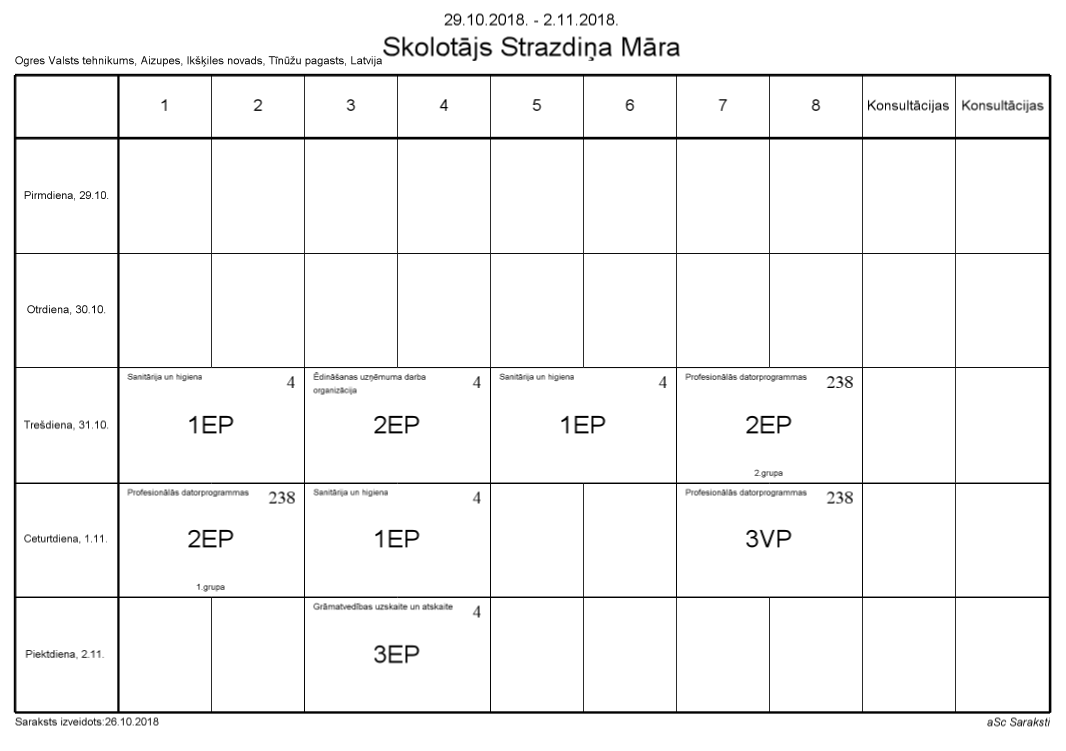 29.10.2018. - 2.11.2018.
Skolotājs Strazdiņa Māra
Ogres Valsts tehnikums, Aizupes, Ikšķiles novads, Tīnūžu pagasts, Latvija
1 2 3 4 5 6 7 8 Konsultācijas Konsultācijas
Pirmdiena, 29.10.
Otrdiena, 30.10.
Trešdiena, 31.10.
Sanitārija un higiena 4
1EP
Ēdināšanas uzņēmuma darba 4
organizācija
2EP
Sanitārija un higiena 4
1EP
Profesionālās datorprogrammas 238
2EP
2.grupa
Ceturtdiena, 1.11.
Profesionālās datorprogrammas 238
2EP
1.grupa
Sanitārija un higiena 4
1EP
Profesionālās datorprogrammas 238
3VP
Piektdiena, 2.11.
Grāmatvedības uzskaite un atskaite 4
3EP
Saraksts izveidots:26.10.2018
aSc Saraksti